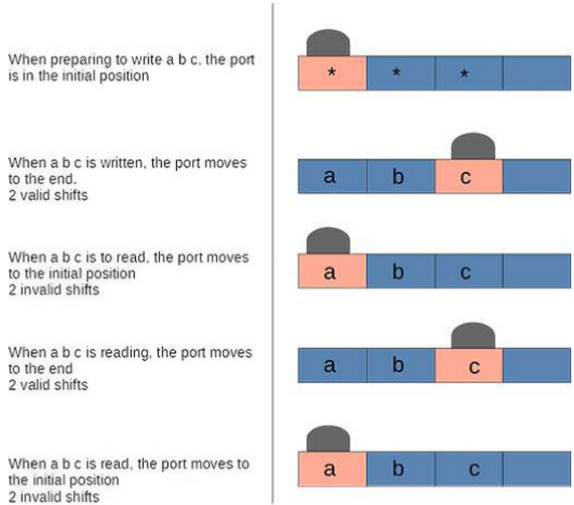 When preparing to write a b c, the port
is in the initial position
* * *
When a b c is written, the port moves
to the end.
2 valid shifts
a b c
When a b c is to read, the port moves
to the initial position
2 invalid shifts
a b c
When a b c is reading, the port moves
to the end
2 valid shifts
a b c
When a b c is read, the port moves to
the initial position
2 invalid shifts
a b c